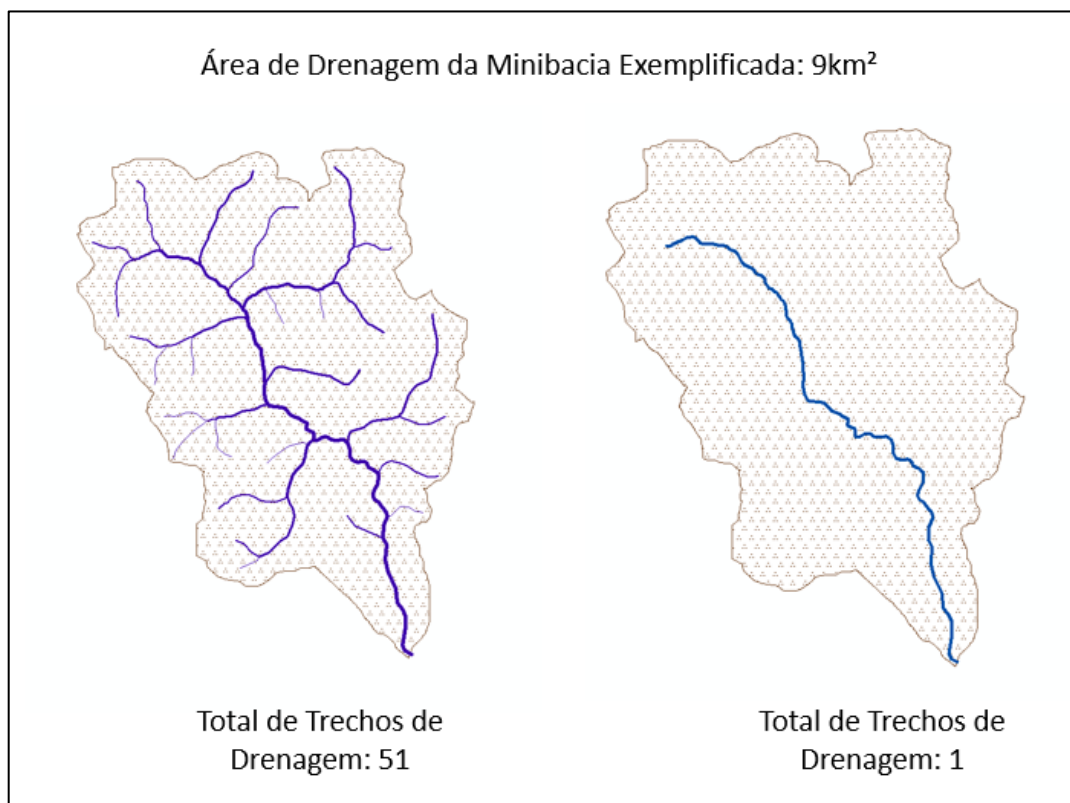 Área de Drenagem da Minibacia Exemplificada: 9km²
Total de Trechos de
Drenagem: 51
Total de Trechos de
Drenagem: 1